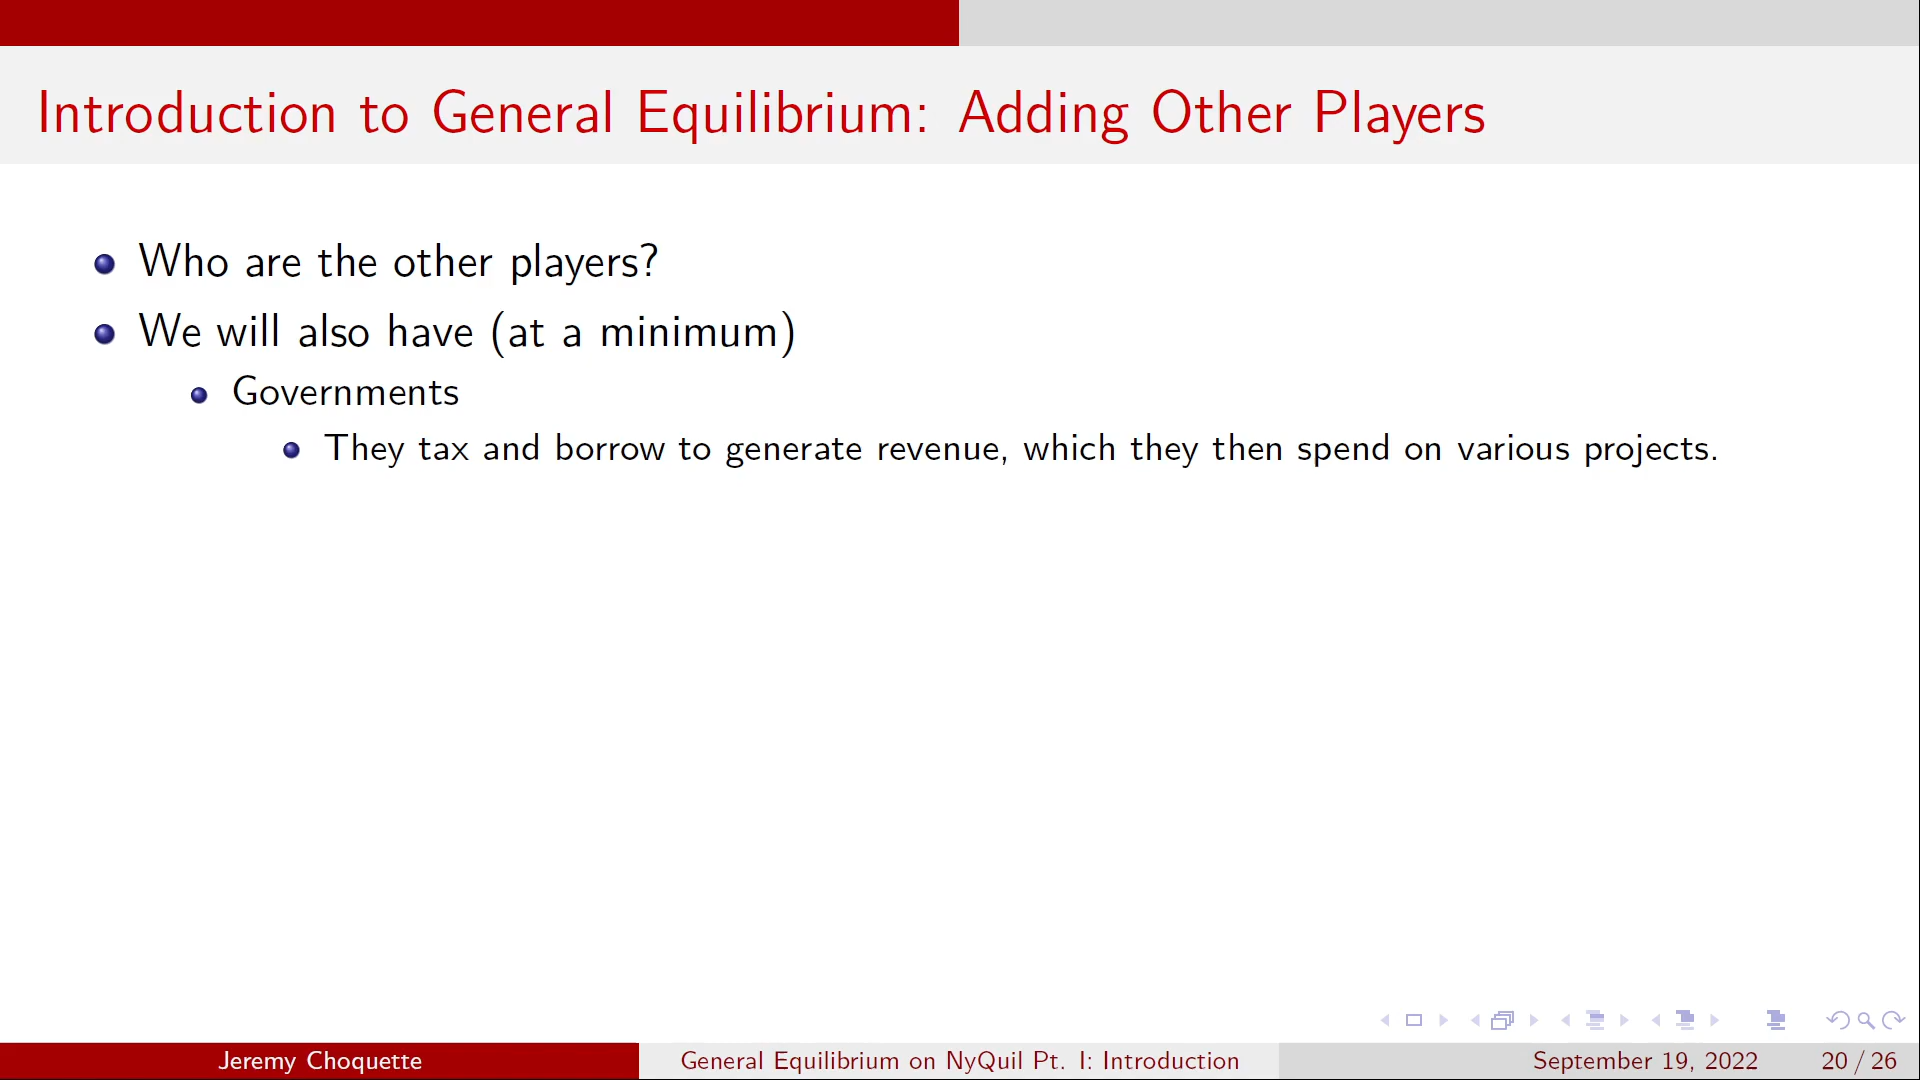 Introduction to General Equilibrium: Adding Other Players
Who are the other players?
We will also have (at a minimum)
Governments
They tax and borrow to generate revenue, which they then spend on various projects.
Jeremy Choquette
General Equilibrium on NyQuil Pt. I: Introduction
September 19, 2022
20 / 26